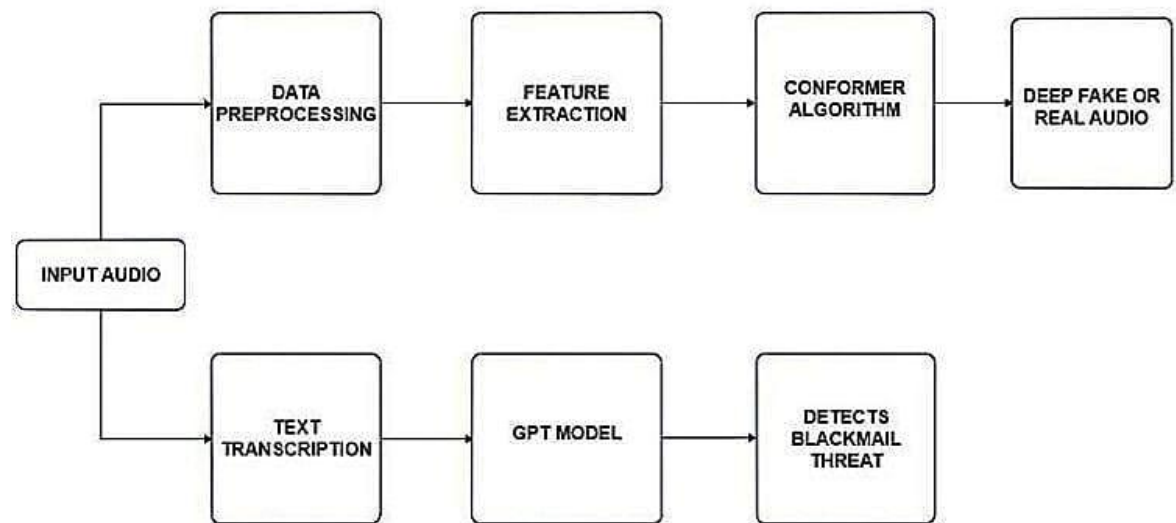 DATA
PREPROCESSING
FEATURE
EXTRACTION
CONFORMER
ALGORITHM
DEEP FAKE OR
REAL AUDIO
INPUT AUDIO
TEXT
TRANSCRIPTION
GPT MODEL
DETECTS
BLACKMAIL
THREAT